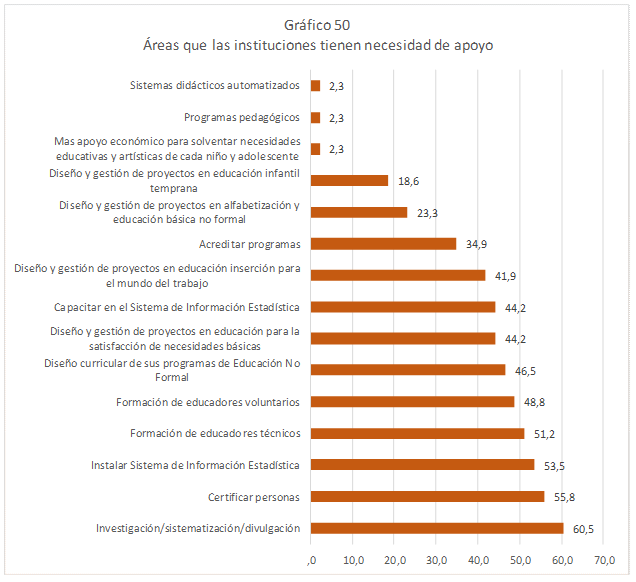 Gráfico 50
Áreas que las instituciones tienen necesidad de apoyo
Sistemas didácticos automatizados
2,3
Programas pedagógicos
2,3
Mas apoyo económico para solventar necesidades
educativas y artísticas de cada niño y adolescente
2,3
Diseño y gestión de proyectos en educación infantil
temprana
18,6
Diseño y gestión de proyectos en alfabetización y
educación básica no formal
23,3
Acreditar programas
34,9
Diseño y gestión de proyectos en educación inserción para
el mundo del trabajo
41,9
Capacitar en el Sistema de Información Estadística
44,2
Diseño y gestión de proyectos en educación para la
satisfacción de necesidades básicas
44,2
Diseño curricular de sus programas de Educación No
Formal
46,5
Formación de educadores voluntarios
48,8
Formación de educadores técnicos
51,2
Instalar Sistema de Información Estadística
53,5
Certificar personas
55,8
Investigación/sistematización/divulgación
60,5
,0 10,0 20,0 30,0 40,0 50,0 60,0 70,0